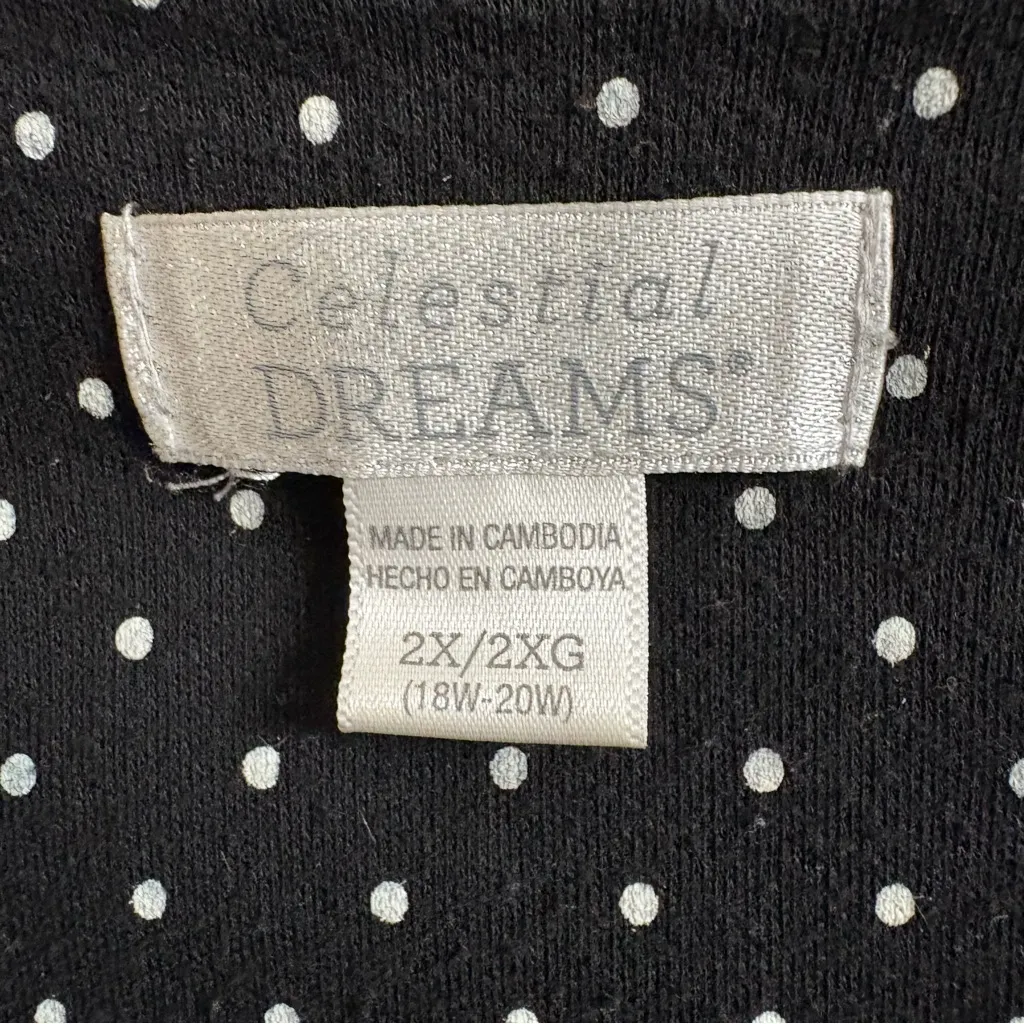 Celestial
DREAMS®
MADE IN CAMBODIA
HECHO EN CAMBOYA
2X/2XG
(18W-20W)